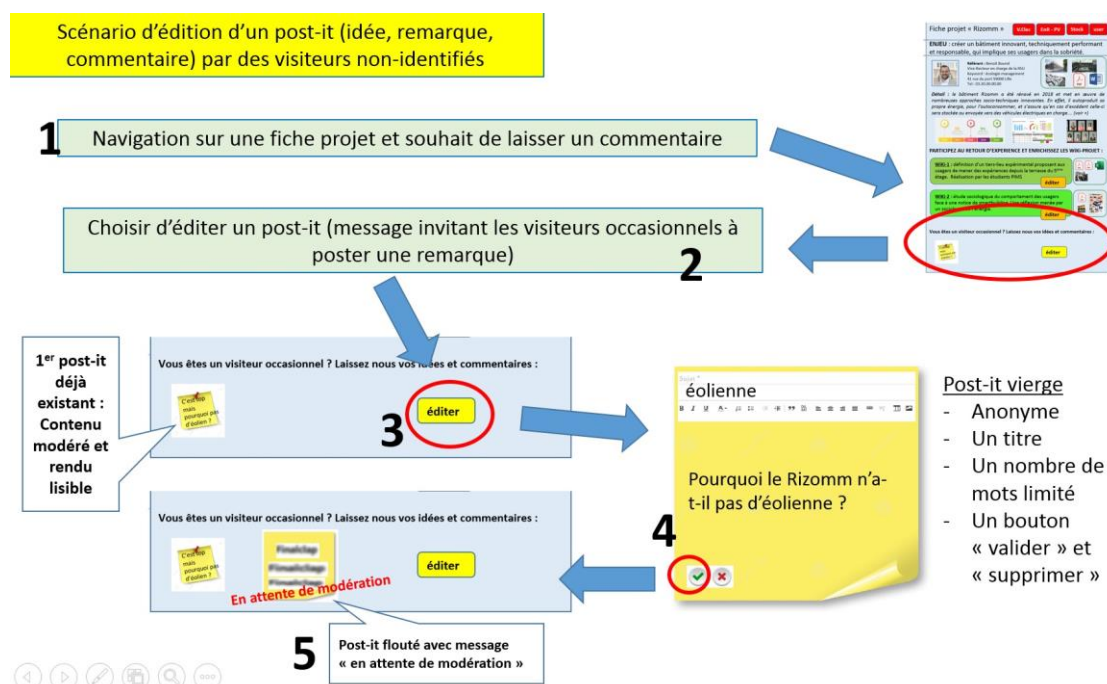 Scénario d'édition d'un post-it (idée, remarque,
commentaire) par des visiteurs non-identifiés
1
Navigation sur une fiche projet et souhait de laisser un commentaire
Choisir d'éditer un post-it (message invitant les visiteurs occasionnels à
poster une remarque)
2
Fiche projet « Rizomm »
ENJEU : créer un bâtiment innovant, techniquement performant
et responsable, qui implique ses usagers dans la sobriété.
PARTICIPEZ AU RETOUR D'EXPERIENCE ET ENRICHISSEZ LES WIKI-PROJET :
éditer
éditer
Vous êtes un visiteur occasionnel ? Laissez nous vos idées et commentaires :
éditer
1er post-it
déjà
existant :
Contenu
modéré et
rendu
lisible
Vous êtes un visiteur occasionnel ? Laissez nous vos idées et commentaires :
C'est top
mais
pourquoi pas
d'éolien ?
3
éditer
Vous êtes un visiteur occasionnel ? Laissez nous vos idées et commentaires :
C'est top
mais
pourquoi pas
d'éolien ?
En attente de modération
éditer
5
Post-it flouté avec message
« en attente de modération »
Sujet *
éolienne
Pourquoi le Rizomm n'a-
t-il pas d'éolienne ?
4
Post-it vierge
- Anonyme
- Un titre
- Un nombre de
mots limité
- Un bouton
« valider » et
« supprimer »